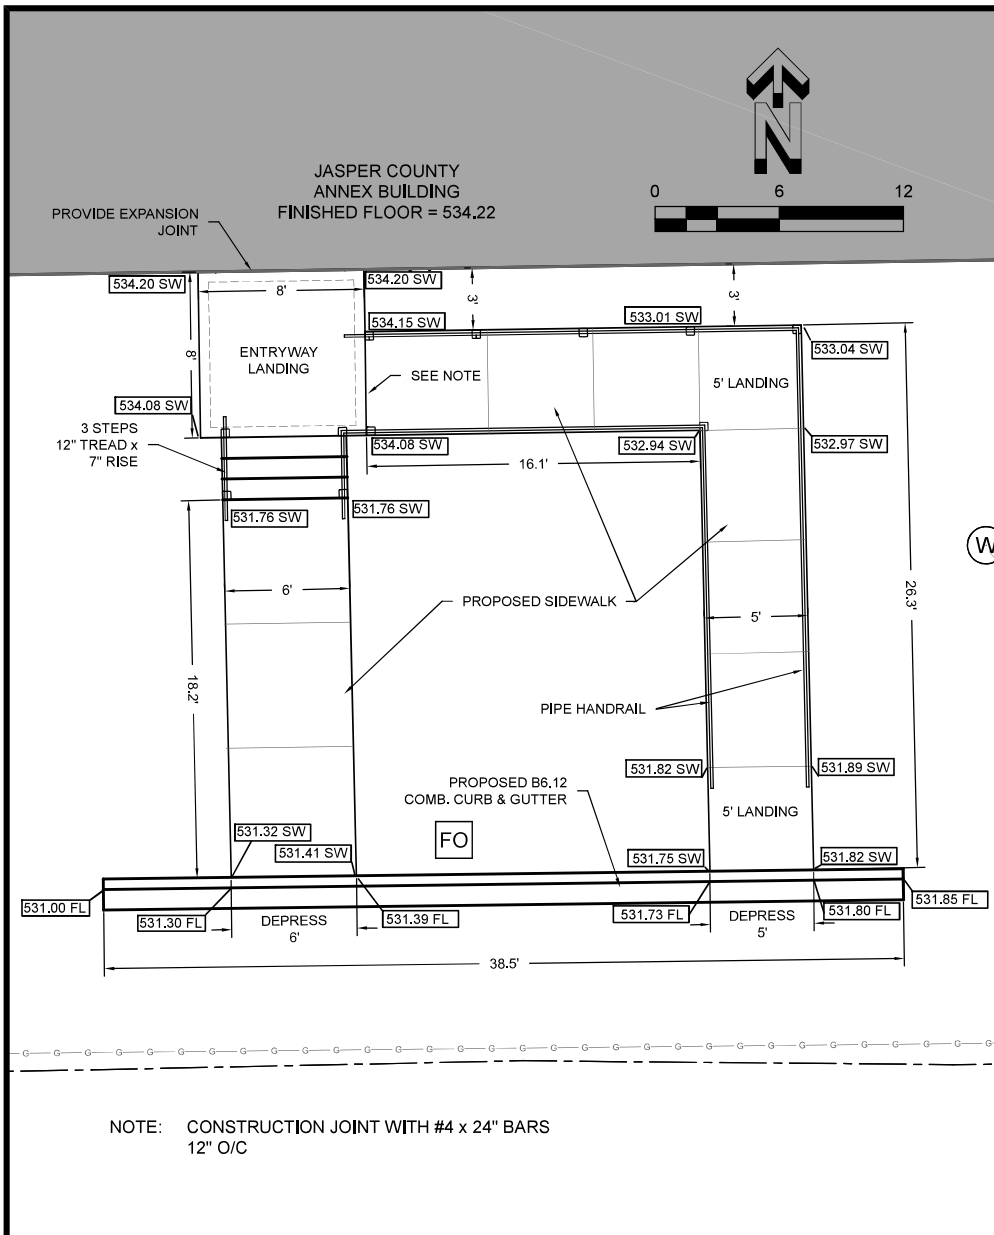 N
0 6 12
JASPER COUNTY
ANNEX BUILDING
FINISHED FLOOR = 534.22
PROVIDE EXPANSION
JOINT
534.20 SW
534.20 SW
8'
3'
3'
534.15 SW
533.01 SW
533.04 SW
8'
ENTRYWAY
LANDING
SEE NOTE
5' LANDING
534.08 SW
3 STEPS
12" TREAD x
7" RISE
534.08 SW
532.94 SW
532.97 SW
16.1'
531.76 SW
531.76 SW
W
6'
PROPOSED SIDEWALK
5'
26.3'
18.2'
PIPE HANDRAIL
531.82 SW
531.89 SW
PROPOSED B6.12
COMB. CURB & GUTTER
5' LANDING
531.32 SW
FO
531.41 SW
531.75 SW
531.82 SW
531.00 FL
531.30 FL
DEPRESS
6'
531.39 FL
531.73 FL
DEPRESS
5'
531.80 FL
531.85 FL
38.5'
G G G G G G G G G G G G G G G G G G G G G G G G G G G G G G G G
NOTE: CONSTRUCTION JOINT WITH #4 x 24" BARS
12" O/C